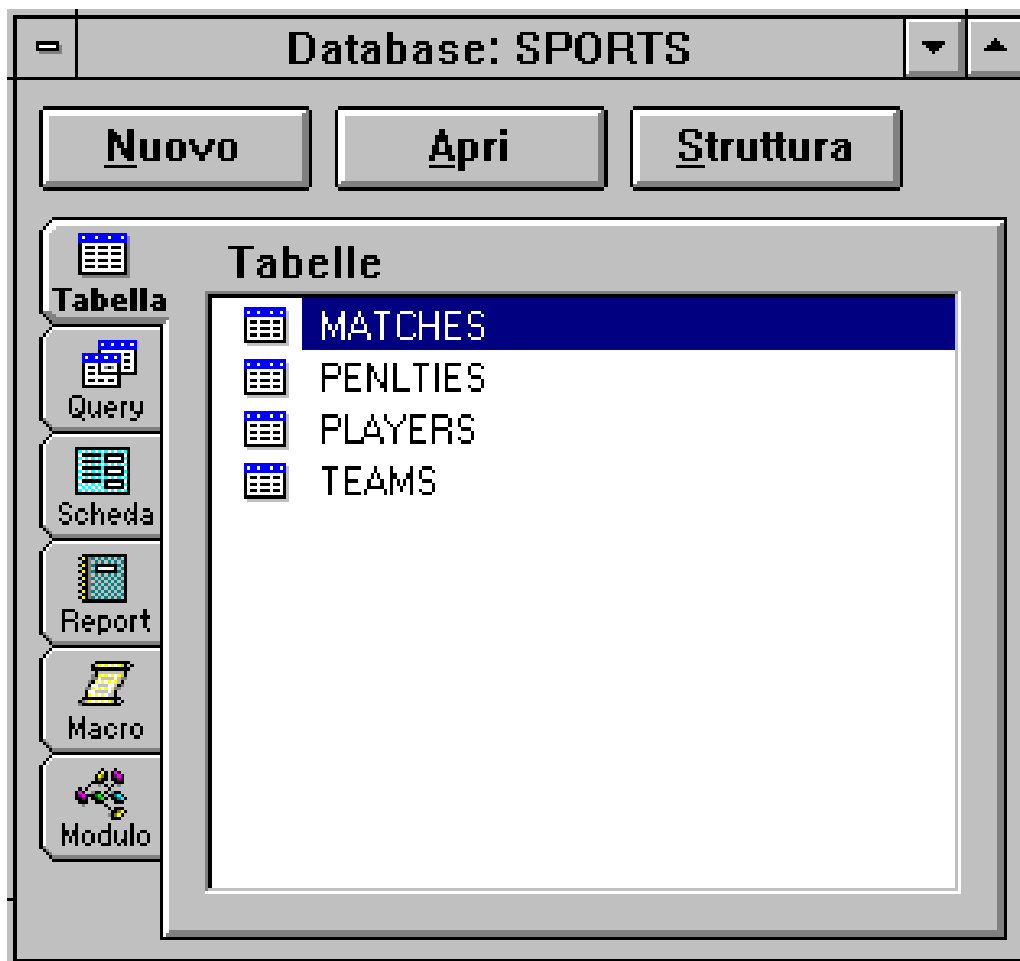 Database: SPORTS
Nuovo
Apri
Struttura
Tabella
Query
Scheda
Report
Macro
Modulo
Tabelle
MATCHES
PENLTIES
PLAYERS
TEAMS